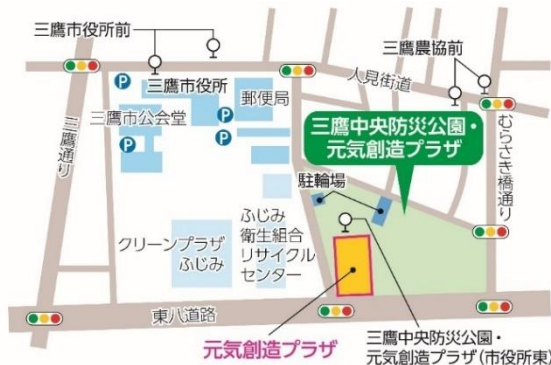 三鷹市役所前
三鷹農協前
人見街道
三鷹市役所
郵便局
P
P
P
P
三鷹市公会堂
三鷹通り
三鷹中央防災公園・
元気創造プラザ
むらさき橋通り
駐輪場
ふじみ
衛生組合
リサイクル
センター
クリーンプラザ
ふじみ
東八道路
元気創造プラザ
三鷹中央防災公園・
元気創造プラザ(市役所東)